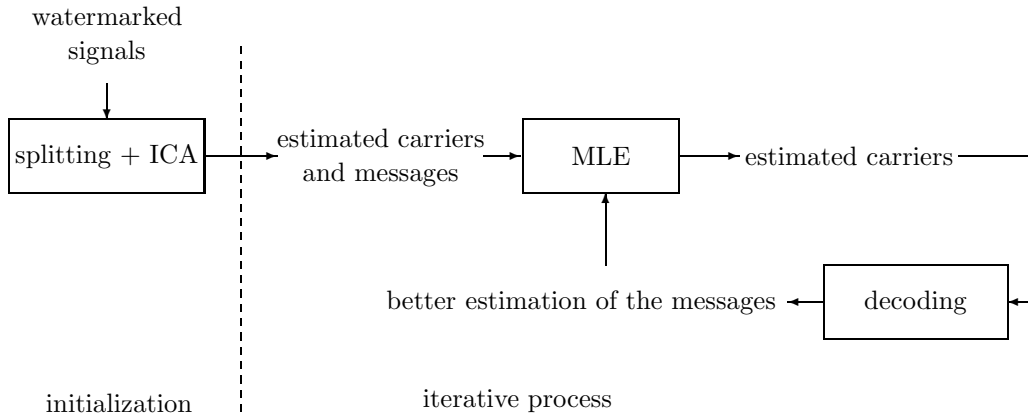 watermarked
signals
splitting + ICA
estimated carriers
and messages
MLE
estimated carriers
better estimation of the messages
decoding
initialization
iterative process